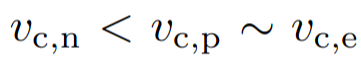 v_{c,n} < v_{c,p} ∼ v_{c,e}